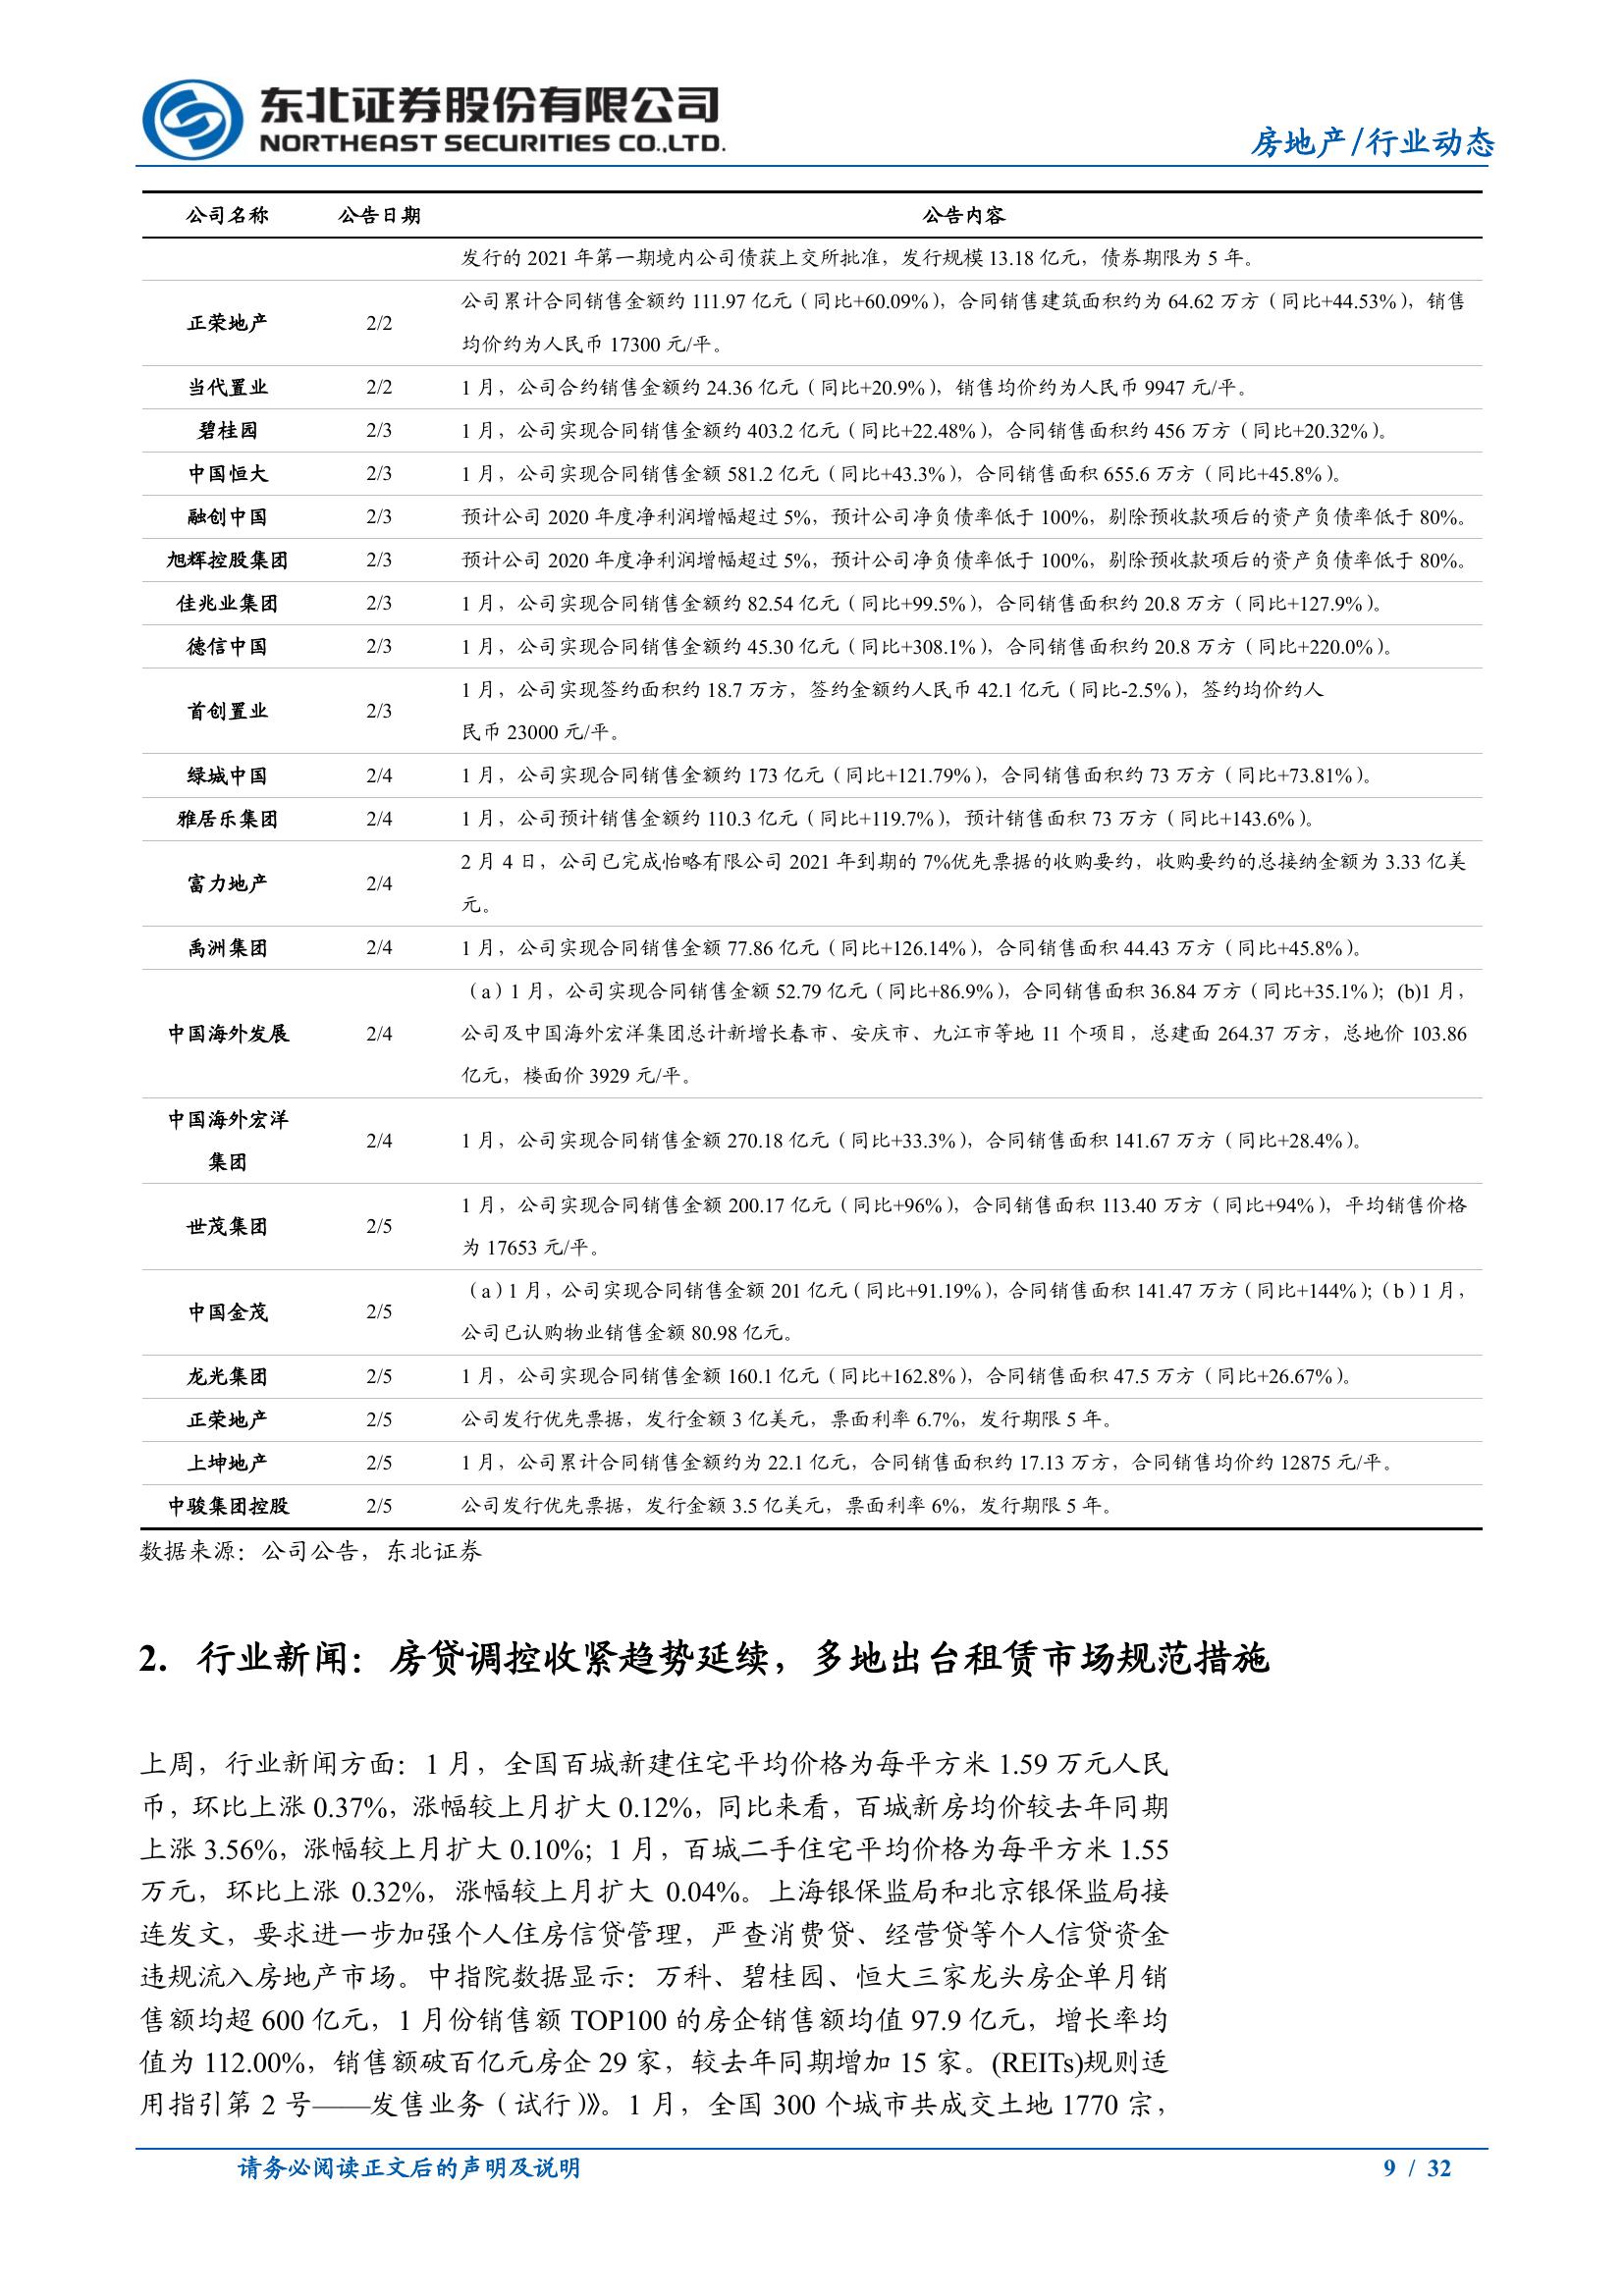 东北证券股份有限公司
NORTHEAST SECURITIES CO.,LTD.
房地产/行业动态
公司名称 公告日期 公告内容
发行的 2021 年第一期境内公司债获上交所批准，发行规模 13.18 亿元，债券期限为 5 年。
正荣地产 2/2 公司累计合同销售金额约 111.97 亿元（同比+60.09%），合同销售建筑面积约为 64.62 万方（同比+44.53%），销售
均价约为人民币 17300 元/平。
当代置业 2/2 1 月，公司合约销售金额约 24.36 亿元（同比+20.9%），销售均价约为人民币 9947 元/平。
碧桂园 2/3 1 月，公司实现合同销售金额约 403.2 亿元（同比+22.48%），合同销售面积约 456 万方（同比+20.32%）。
中国恒大 2/3 1 月，公司实现合同销售金额 581.2 亿元（同比+43.3%），合同销售面积 655.6 万方（同比+45.8%）。
融创中国 2/3 预计公司 2020 年度净利润增幅超过 5%，预计公司净负债率低于 100%，剔除预收款项后的资产负债率低于 80%。
旭辉控股集团 2/3 预计公司 2020 年度净利润增幅超过 5%，预计公司净负债率低于 100%，剔除预收款项后的资产负债率低于 80%。
佳兆业集团 2/3 1 月，公司实现合同销售金额约 82.54 亿元（同比+99.5%），合同销售面积约 20.8 万方（同比+127.9%）。
德信中国 2/3 1 月，公司实现合同销售金额约 45.30 亿元（同比+308.1%），合同销售面积约 20.8 万方（同比+220.0%）。
首创置业 2/3 1 月，公司实现签约面积约 18.7 万方，签约金额约人民币 42.1 亿元（同比-2.5%），签约均价约人
民币 23000 元/平。
绿城中国 2/4 1 月，公司实现合同销售金额约 173 亿元（同比+121.79%），合同销售面积约 73 万方（同比+73.81%）。
雅居乐集团 2/4 1 月，公司预计销售金额约 110.3 亿元（同比+119.7%），预计销售面积 73 万方（同比+143.6%）。
富力地产 2/4 2 月 4 日，公司已完成怡略有限公司 2021 年到期的 7%优先票据的收购要约，收购要约的总接纳金额为 3.33 亿美
元。
禹洲集团 2/4 1 月，公司实现合同销售金额 77.86 亿元（同比+126.14%），合同销售面积 44.43 万方（同比+45.8%）。
中国海外发展 2/4 （a）1 月，公司实现合同销售金额 52.79 亿元（同比+86.9%），合同销售面积 36.84 万方（同比+35.1%）；(b)1 月，
公司及中国海外宏洋集团总计新增长春市、安庆市、九江市等地 11 个项目，总建面 264.37 万方，总地价 103.86
亿元，楼面价 3929 元/平。
中国海外宏洋
集团 2/4 1 月，公司实现合同销售金额 270.18 亿元（同比+33.3%），合同销售面积 141.67 万方（同比+28.4%）。
世茂集团 2/5 1 月，公司实现合同销售金额 200.17 亿元（同比+96%），合同销售面积 113.40 万方（同比+94%），平均销售价格
为 17653 元/平。
中国金茂 2/5 （a）1 月，公司实现合同销售金额 201 亿元（同比+91.19%），合同销售面积 141.47 万方（同比+144%）；（b）1 月，
公司已认购物业销售金额 80.98 亿元。
龙光集团 2/5 1 月，公司实现合同销售金额 160.1 亿元（同比+162.8%），合同销售面积 47.5 万方（同比+26.67%）。
正荣地产 2/5 公司发行优先票据，发行金额 3 亿美元，票面利率 6.7%，发行期限 5 年。
上坤地产 2/5 1 月，公司累计合同销售金额约为 22.1 亿元，合同销售面积约 17.13 万方，合同销售均价约 12875 元/平。
中骏集团控股 2/5 公司发行优先票据，发行金额 3.5 亿美元，票面利率 6%，发行期限 5 年。
数据来源：公司公告，东北证券
2. 行业新闻：房贷调控收紧趋势延续，多地出台租赁市场规范措施
上周，行业新闻方面：1 月，全国百城新建住宅平均价格为每平方米 1.59 万元人民
币，环比上涨 0.37%，涨幅较上月扩大 0.12%，同比来看，百城新房均价较去年同期
上涨 3.56%，涨幅较上月扩大 0.10%；1 月，百城二手住宅平均价格为每平方米 1.55
万元，环比上涨 0.32%，涨幅较上月扩大 0.04%。上海银保监局和北京银保监局接
连发文，要求进一步加强个人住房信贷管理，严查消费贷、经营贷等个人信贷资金
违规流入房地产市场。中指院数据显示：万科、碧桂园、恒大三家龙头房企单月销
售额均超 600 亿元，1 月份销售额 TOP100 的房企销售额均值 97.9 亿元，增长率均
值为 112.00%，销售额破百亿元房企 29 家，较去年同期增加 15 家。(REITs)规则适
用指引第 2 号——发售业务（试行）》。1 月，全国 300 个城市共成交土地 1770 宗，
请务必阅读正文后的声明及说明 9 / 32